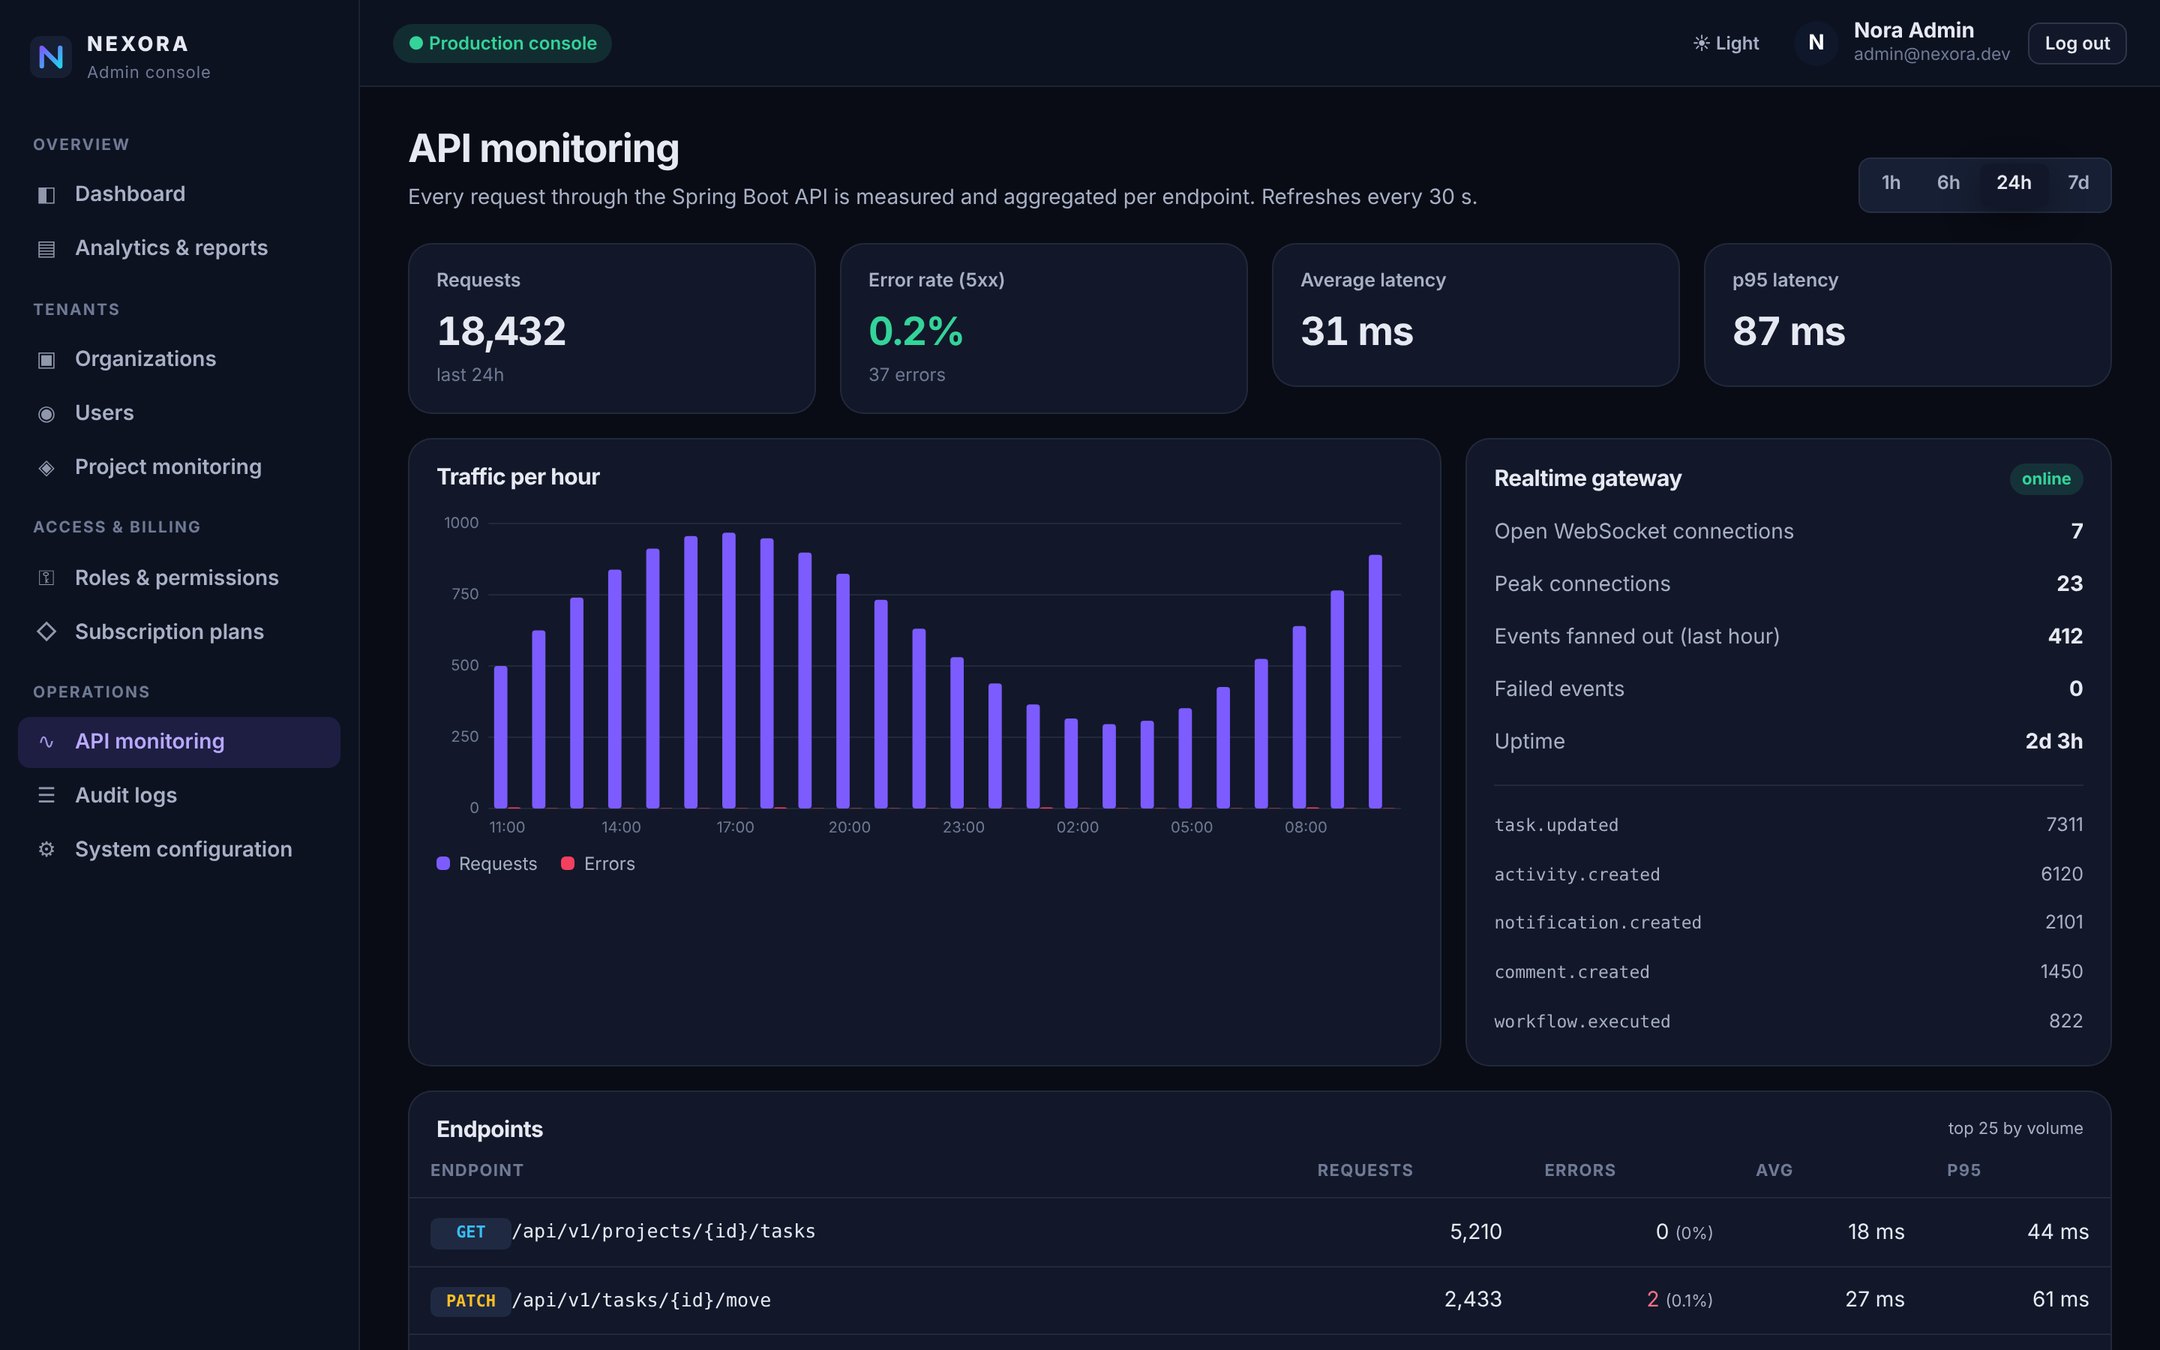 NEXORA
Admin console
Production console
Light
N
Nora Admin
admin@nexora.dev
Log out
OVERVIEW
Dashboard
Analytics & reports
TENANTS
Organizations
Users
Project monitoring
ACCESS & BILLING
Roles & permissions
Subscription plans
OPERATIONS
API monitoring
Audit logs
System configuration
API monitoring
Every request through the Spring Boot API is measured and aggregated per endpoint. Refreshes every 30 s.
1h 6h 24h 7d
Requests
18,432
last 24h
Error rate (5xx)
0.2%
37 errors
Average latency
31 ms
p95 latency
87 ms
Traffic per hour
1000
750
500
250
0
11:00 14:00 17:00 20:00 23:00 02:00 05:00 08:00
Requests Errors
Realtime gateway online
Open WebSocket connections 7
Peak connections 23
Events fanned out (last hour) 412
Failed events 0
Uptime 2d 3h
task.updated 7311
activity.created 6120
notification.created 2101
comment.created 1450
workflow.executed 822
Endpoints top 25 by volume
ENDPOINT REQUESTS ERRORS AVG P95
GET /api/v1/projects/{id}/tasks 5,210 0 (0%) 18 ms 44 ms
PATCH /api/v1/tasks/{id}/move 2,433 2 (0.1%) 27 ms 61 ms